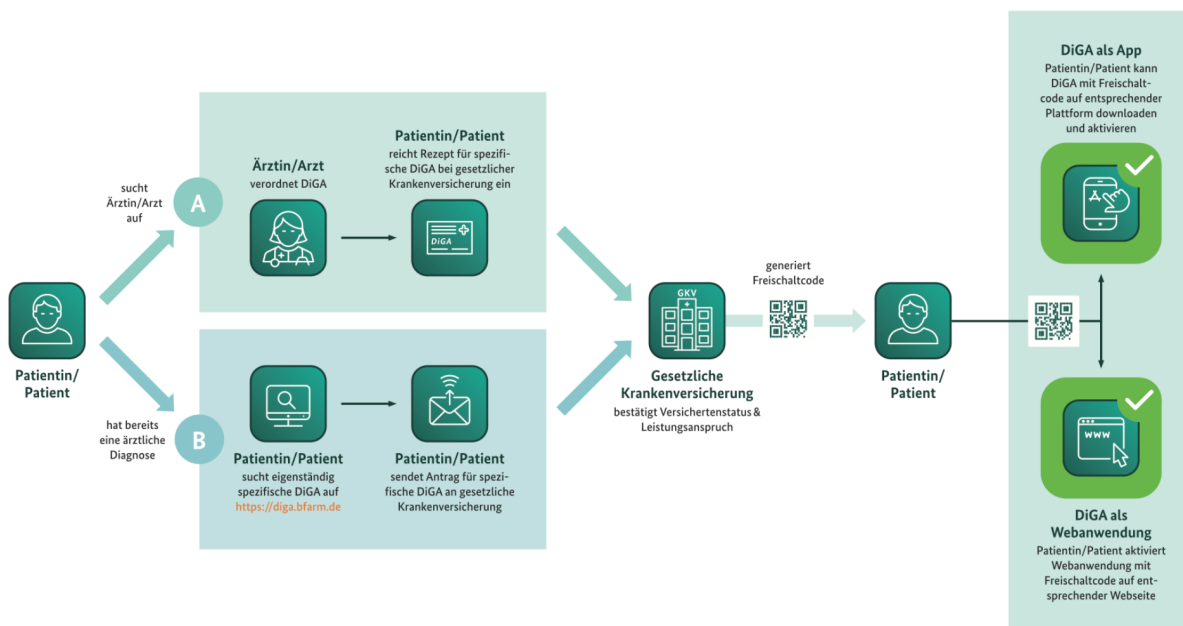 Patientin/
Patient
sucht
Ärztin/Arzt
auf
A
Ärztin/Arzt
verordnet DiGA
Patientin/Patient
reicht Rezept für spezifi-
sche DiGA bei gesetzlicher
Krankenversicherung ein
DiGA
hat bereits
eine ärztliche
Diagnose
B
Patientin/Patient
sucht eigenständig
spezifische DiGA auf
https://diga.bfarm.de
Patientin/Patient
sendet Antrag für spezi-
fische DiGA an gesetzliche
Krankenversicherung
GKV
Gesetzliche
Krankenversicherung
bestätigt Versichertenstatus &
Leistungsanspruch
generiert
Freischaltcode
Patientin/
Patient
DiGA als App
Patientin/Patient kann
DiGA mit Freischalt-
code auf entsprechender
Plattform downloaden
und aktivieren
www
DiGA als
Webanwendung
Patientin/Patient aktiviert
Webanwendung mit
Freischaltcode auf ent-
sprechender Webseite